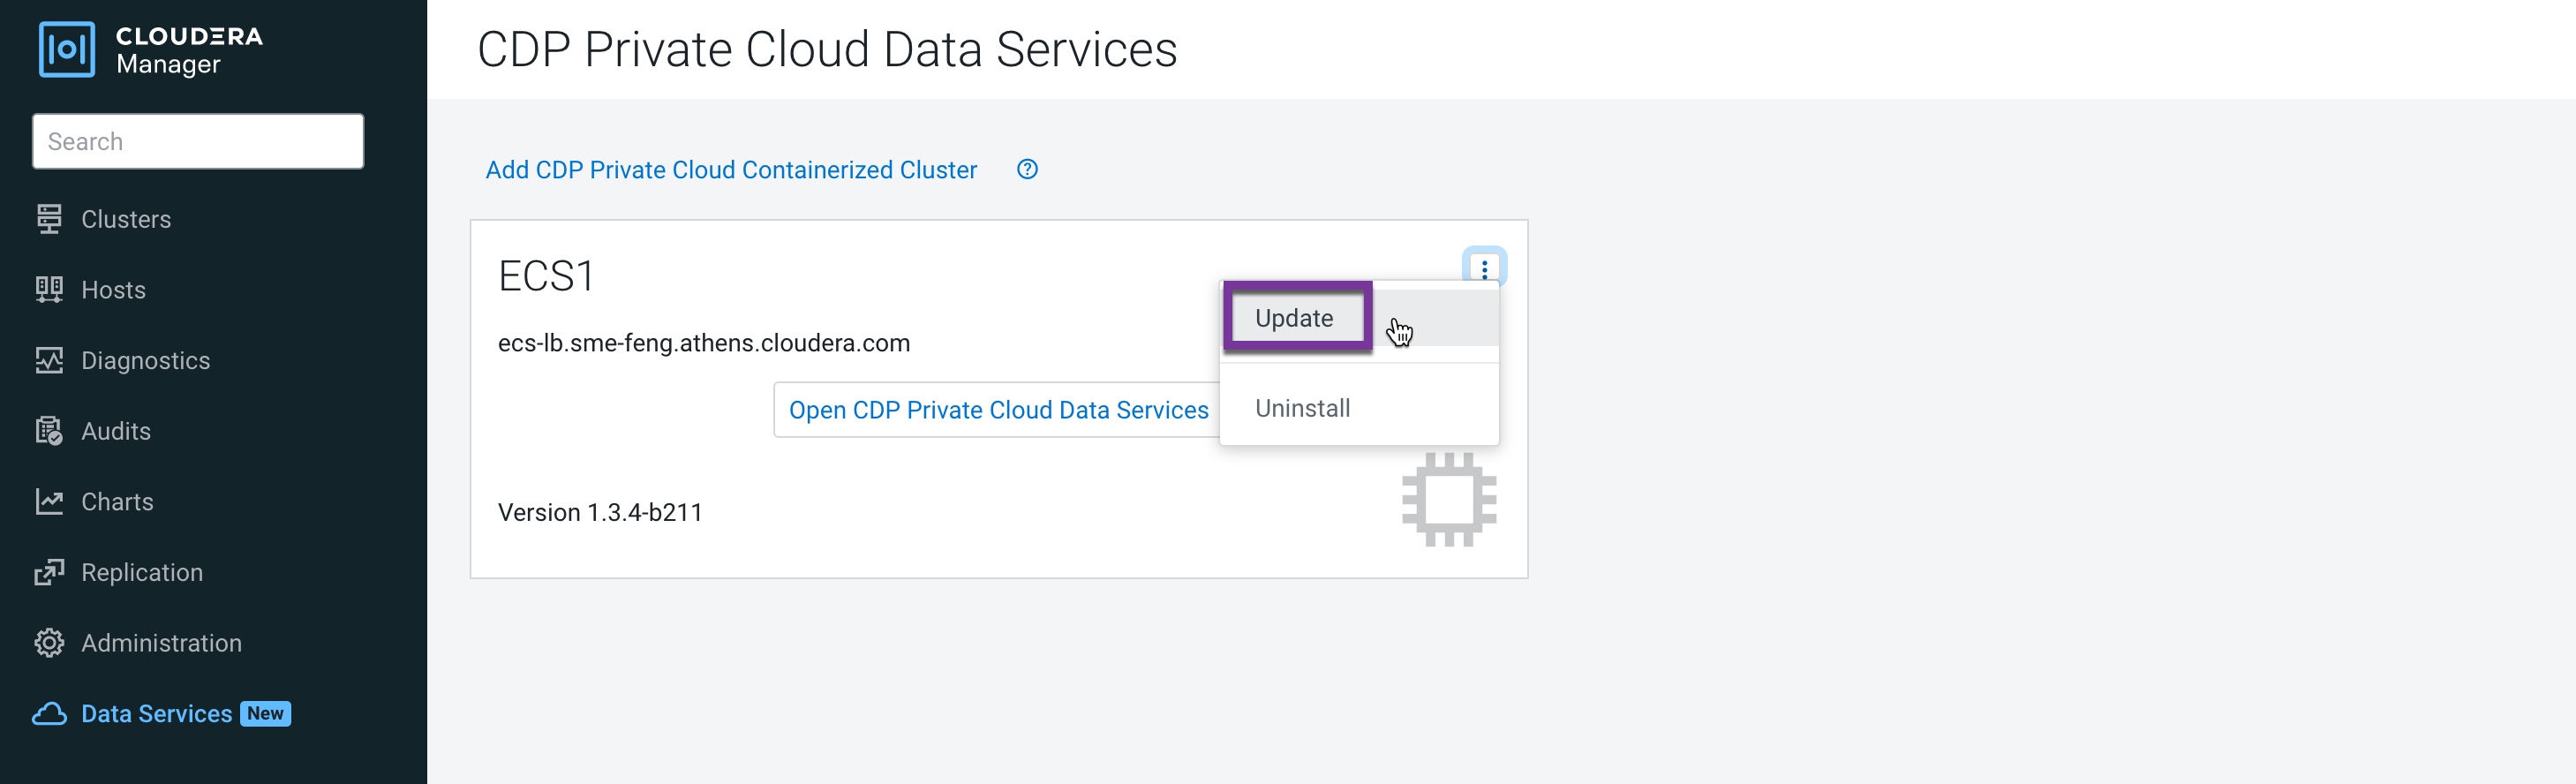 CLOUDERA
Manager
Search
Clusters
Hosts
Diagnostics
Audits
Charts
Replication
Administration
Data Services New
CDP Private Cloud Data Services
Add CDP Private Cloud Containerized Cluster ?
ECS1
Update
ecs-lb.sme-feng.athens.cloudera.com
Open CDP Private Cloud Data Services
Uninstall
Version 1.3.4-b211